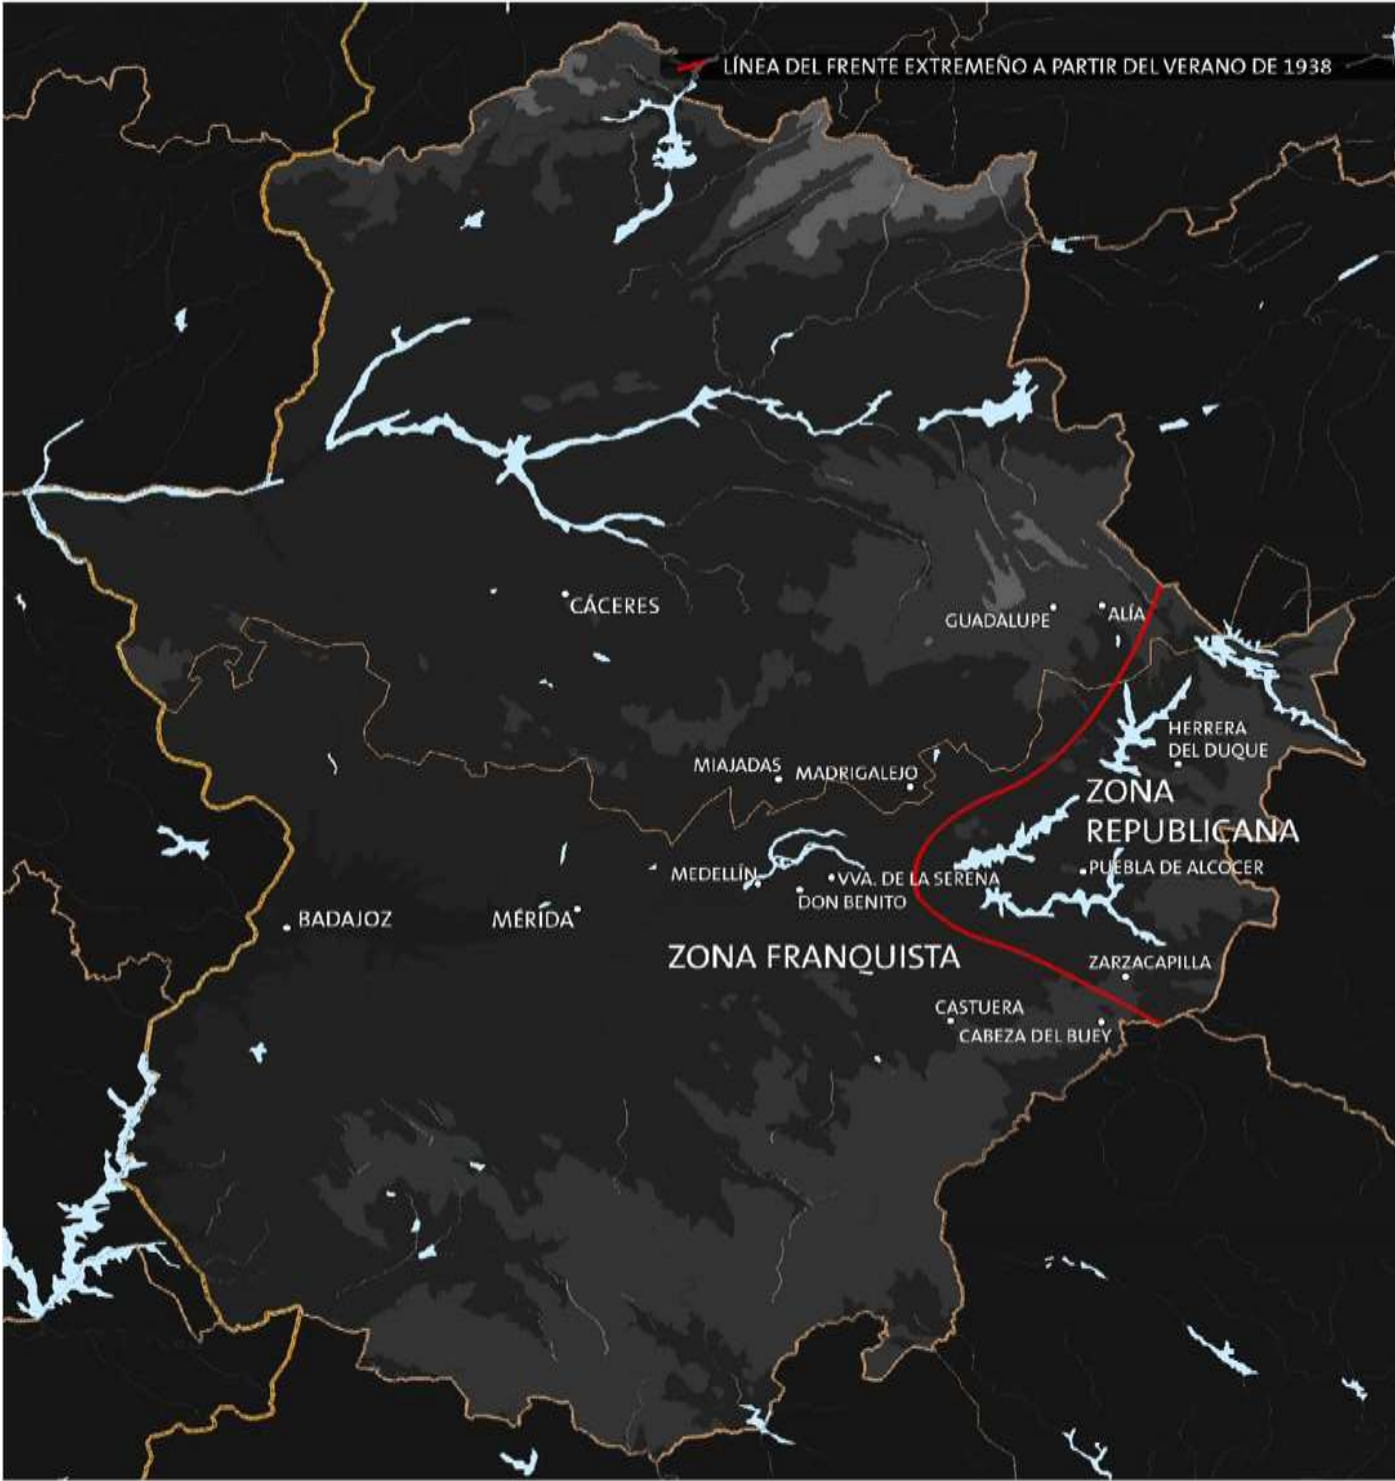 LÍNEA DEL FRENTE EXTREMEÑO A PARTIR DEL VERANO DE 1938
CÁCERES
GUADALUPE
ALÍA
HERRERA
DEL DUQUE
MIAJADAS
MADRIGALEJO
ZONA
REPUBLICANA
MEDELLÍN
VVA. DE LA SERENA
PUEBLA DE ALCOCER
DON BENITO
BADAJOZ
MÉRIDA
ZONA FRANQUISTA
ZARZACAPILLA
CASTUERA
CABEZA DEL BUEY